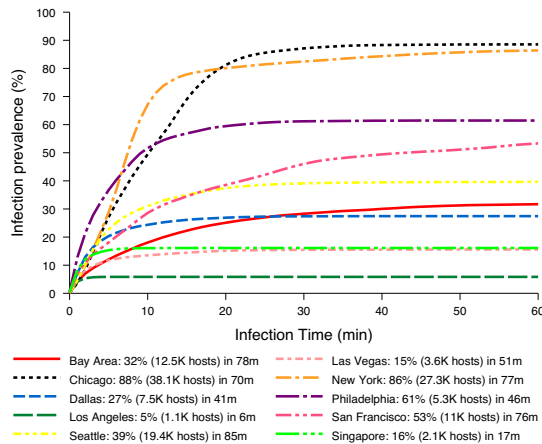 100
90
80
70
60
50
40
30
20
10
0
Infection prevalence (%)
0 10 20 30 40 50 60
Infection Time (min)
Bay Area: 32% (12.5K hosts) in 78m
Las Vegas: 15% (3.6K hosts) in 51m
Chicago: 88% (38.1K hosts) in 70m
New York: 86% (27.3K hosts) in 77m
Dallas: 27% (7.5K hosts) in 41m
Philadelphia: 61% (5.3K hosts) in 46m
Los Angeles: 5% (1.1K hosts) in 6m
San Francisco: 53% (11K hosts) in 76m
Seattle: 39% (19.4K hosts) in 85m
Singapore: 16% (2.1K hosts) in 17m